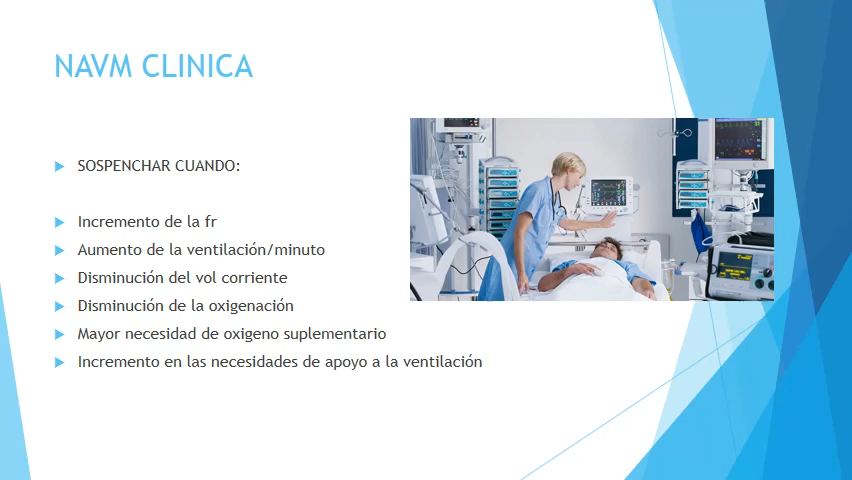 NAVM CLINICA
SOSPENCHAR CUANDO:
Incremento de la fr
Aumento de la ventilación/minuto
Disminución del vol corriente
Disminución de la oxigenación
Mayor necesidad de oxigeno suplementario
Incremento en las necesidades de apoyo a la ventilación